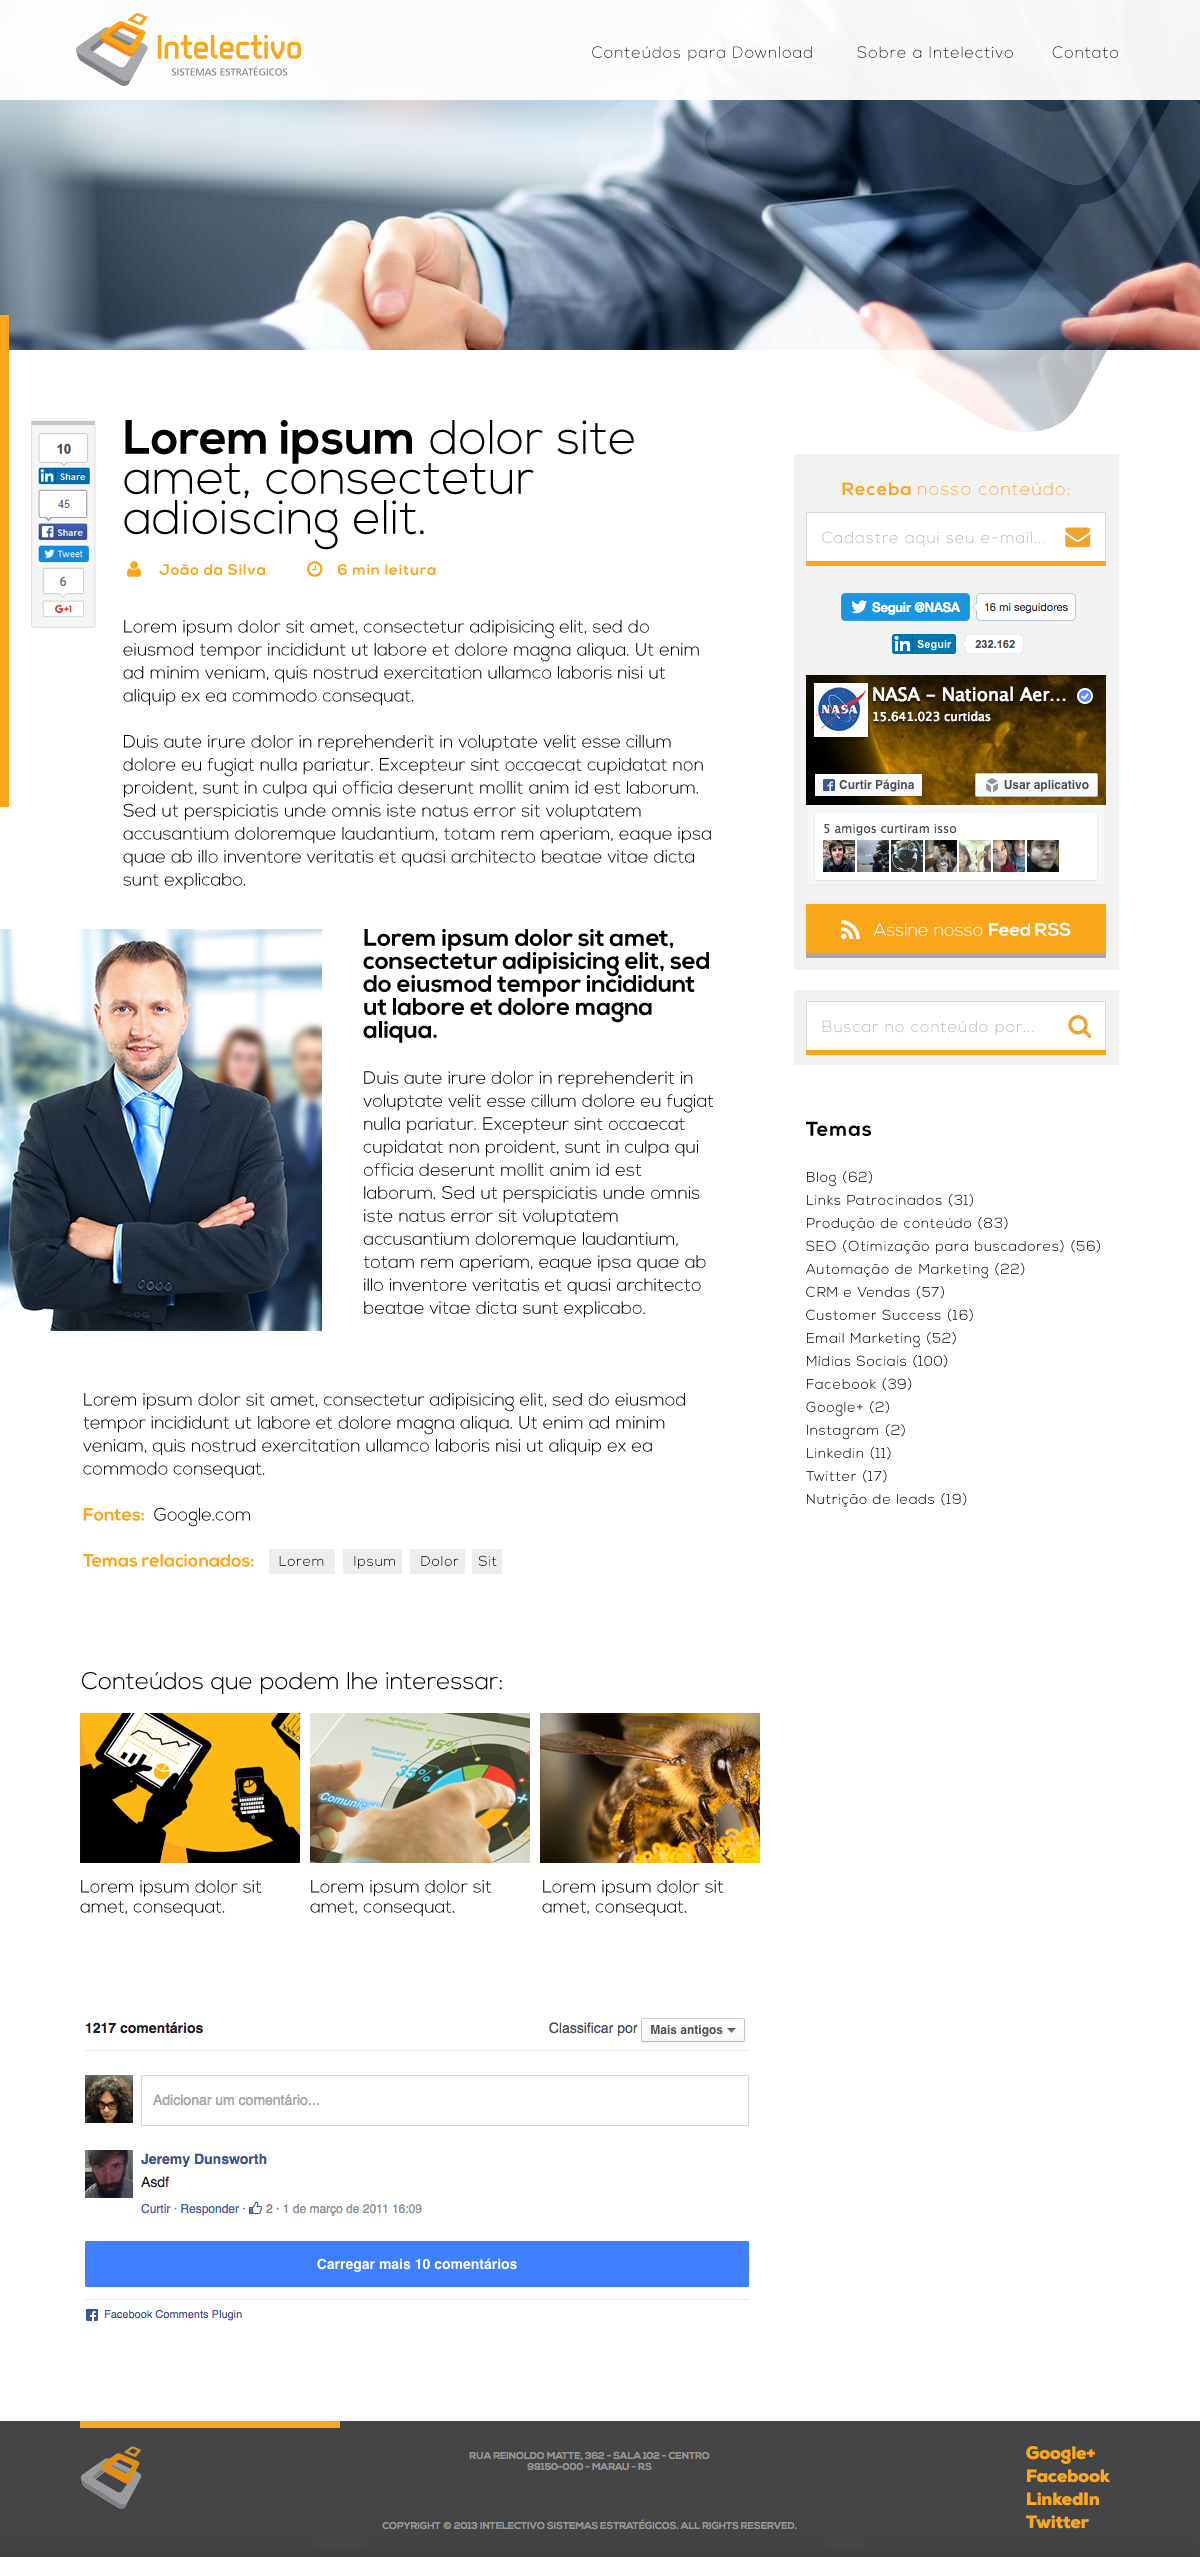 Intelectivo
SISTEMAS ESTRATÉGICOS
Conteúdos para Download
Sobre a Intelectivo
Contato
10
in Share
45
Share
Tweet
6
G+1
Lorem ipsum dolor site
amet, consectetur
adioiscing elit.
João da Silva
6 min leitura
Lorem ipsum dolor sit amet, consectetur adipisicing elit, sed do
eiusmod tempor incididunt ut labore et dolore magna aliqua. Ut enim
ad minim veniam, quis nostrud exercitation ullamco laboris nisi ut
aliquip ex ea commodo consequat.
Duis aute irure dolor in reprehenderit in voluptate velit esse cillum
dolore eu fugiat nulla pariatur. Excepteur sint occaecat cupidatat non
proident, sunt in culpa qui officia deserunt mollit anim id est laborum.
Sed ut perspiciatis unde omnis iste natus error sit voluptatem
accusantium doloremque laudantium, totam rem aperiam, eaque ipsa
quae ab illo inventore veritatis et quasi architecto beatae vitae dicta
sunt explicabo.
Lorem ipsum dolor sit amet,
consectetur adipisicing elit, sed
do eiusmod tempor incididunt
ut labore et dolore magna
aliqua.
Duis aute irure dolor in reprehenderit in
voluptate velit esse cillum dolore eu fugiat
nulla pariatur. Excepteur sint occaecat
cupidatat non proident, sunt in culpa qui
officia deserunt mollit anim id est
laborum. Sed ut perspiciatis unde omnis
iste natus error sit voluptatem
accusantium doloremque laudantium,
totam rem aperiam, eaque ipsa quae ab
illo inventore veritatis et quasi architecto
beatae vitae dicta sunt explicabo.
Lorem ipsum dolor sit amet, consectetur adipisicing elit, sed do eiusmod
tempor incididunt ut labore et dolore magna aliqua. Ut enim ad minim
veniam, quis nostrud exercitation ullamco laboris nisi ut aliquip ex ea
commodo consequat.
Fontes: Google.com
Temas relacionados: Lorem Ipsum Dolor Sit
Receba nosso conteúdo:
Cadastre aqui seu e-mail...
Seguir @NASA
16 mi seguidores
in Seguir
232.162
NASA
NASA – National Aer...
15.641.023 curtidas
Curtir Página
Usar aplicativo
5 amigos curtiram isso
Assine nosso Feed RSS
Buscar no conteúdo por...
Temas
Blog (62)
Links Patrocinados (31)
Produção de conteúdo (83)
SEO (Otimização para buscadores) (56)
Automação de Marketing (22)
CRM e Vendas (57)
Customer Success (16)
Email Marketing (52)
Mídias Sociais (100)
Facebook (39)
Google+ (2)
Instagram (2)
Linkedin (11)
Twitter (17)
Nutrição de leads (19)
Conteúdos que podem lhe interessar:
Agricultural and
and Forestry Production
15%
Education and
Government
35%
Lorem ipsum dolor sit
amet, consequat.
Lorem ipsum dolor sit
amet, consequat.
Lorem ipsum dolor sit
amet, consequat.
1217 comentários
Classificar por Mais antigos
Adicionar um comentário...
Jeremy Dunsworth
Asdf
Curtir · Responder · 2 · 1 de março de 2011 16:09
Carregar mais 10 comentários
Facebook Comments Plugin
RUA REINOLDO MATTE, 362 - SALA 102 - CENTRO
99150-000 - MARAU - RS
COPYRIGHT © 2013 INTELECTIVO SISTEMAS ESTRATÉGICOS. ALL RIGHTS RESERVED.
Google+
Facebook
LinkedIn
Twitter